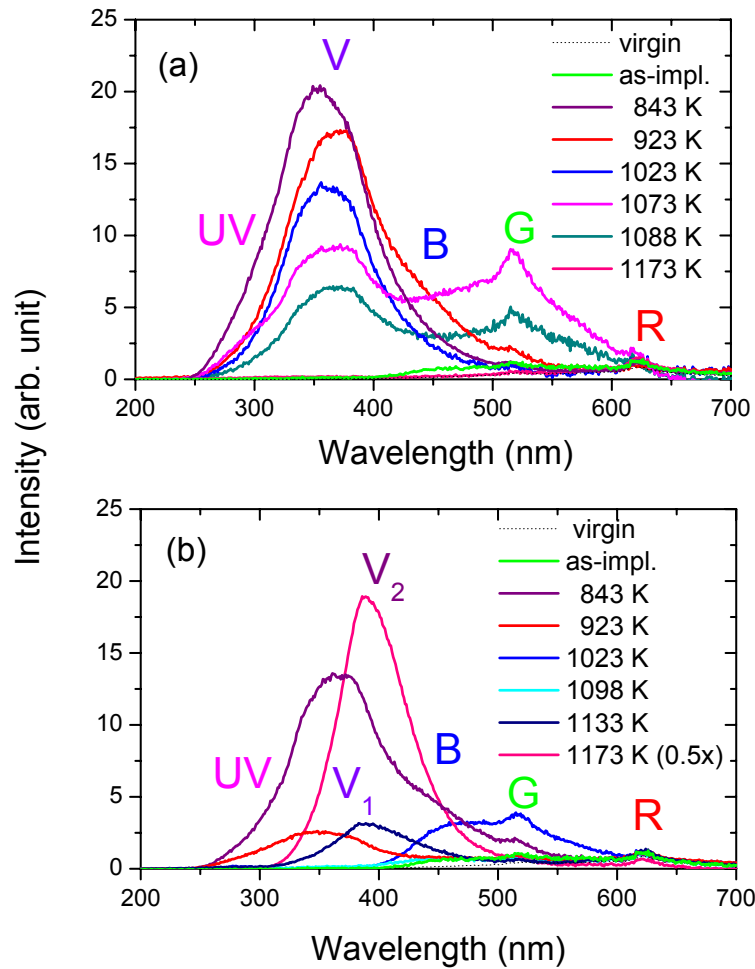 (a)
V
UV
B
G
R
virgin
as-impl.
843 K
923 K
1023 K
1073 K
1088 K
1173 K
25
20
15
10
5
0
200 300 400 500 600 700
Wavelength (nm)
Intensity (arb. unit)
(b)
V₂
UV
V₁
B
G
R
virgin
as-impl.
843 K
923 K
1023 K
1098 K
1133 K
1173 K (0.5x)
25
20
15
10
5
0
200 300 400 500 600 700
Wavelength (nm)